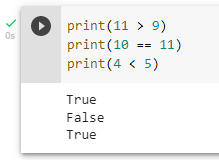 print(11 > 9)
print(10 == 11)
print(4 < 5)
0s
True
False
True